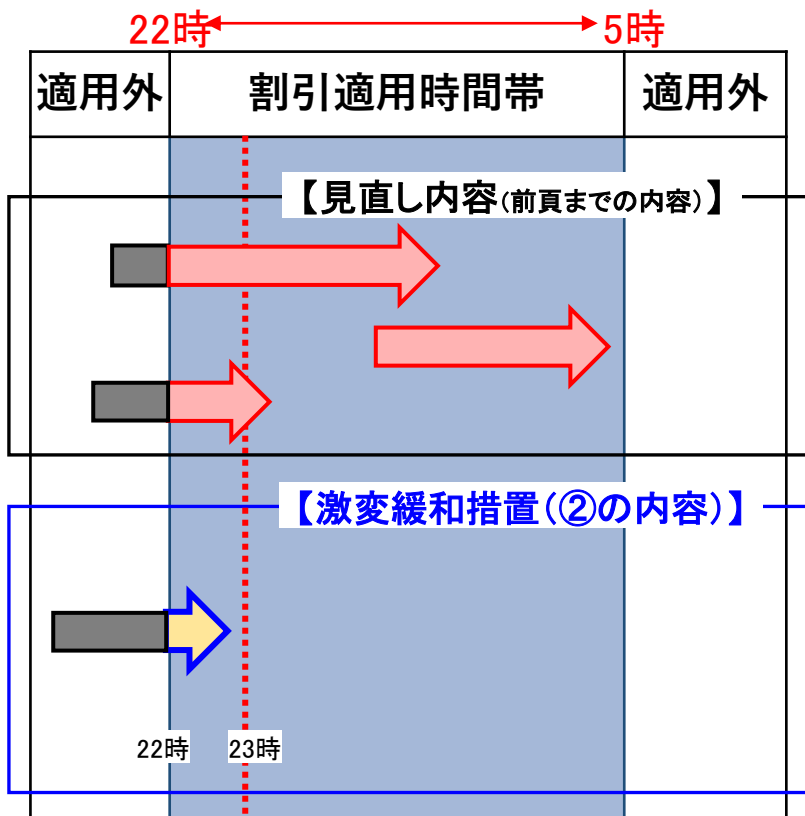 22時 5時
適用外 割引適用時間帯 適用外
【見直し内容(前頁までの内容)】
【激変緩和措置(②の内容)】
22時 23時